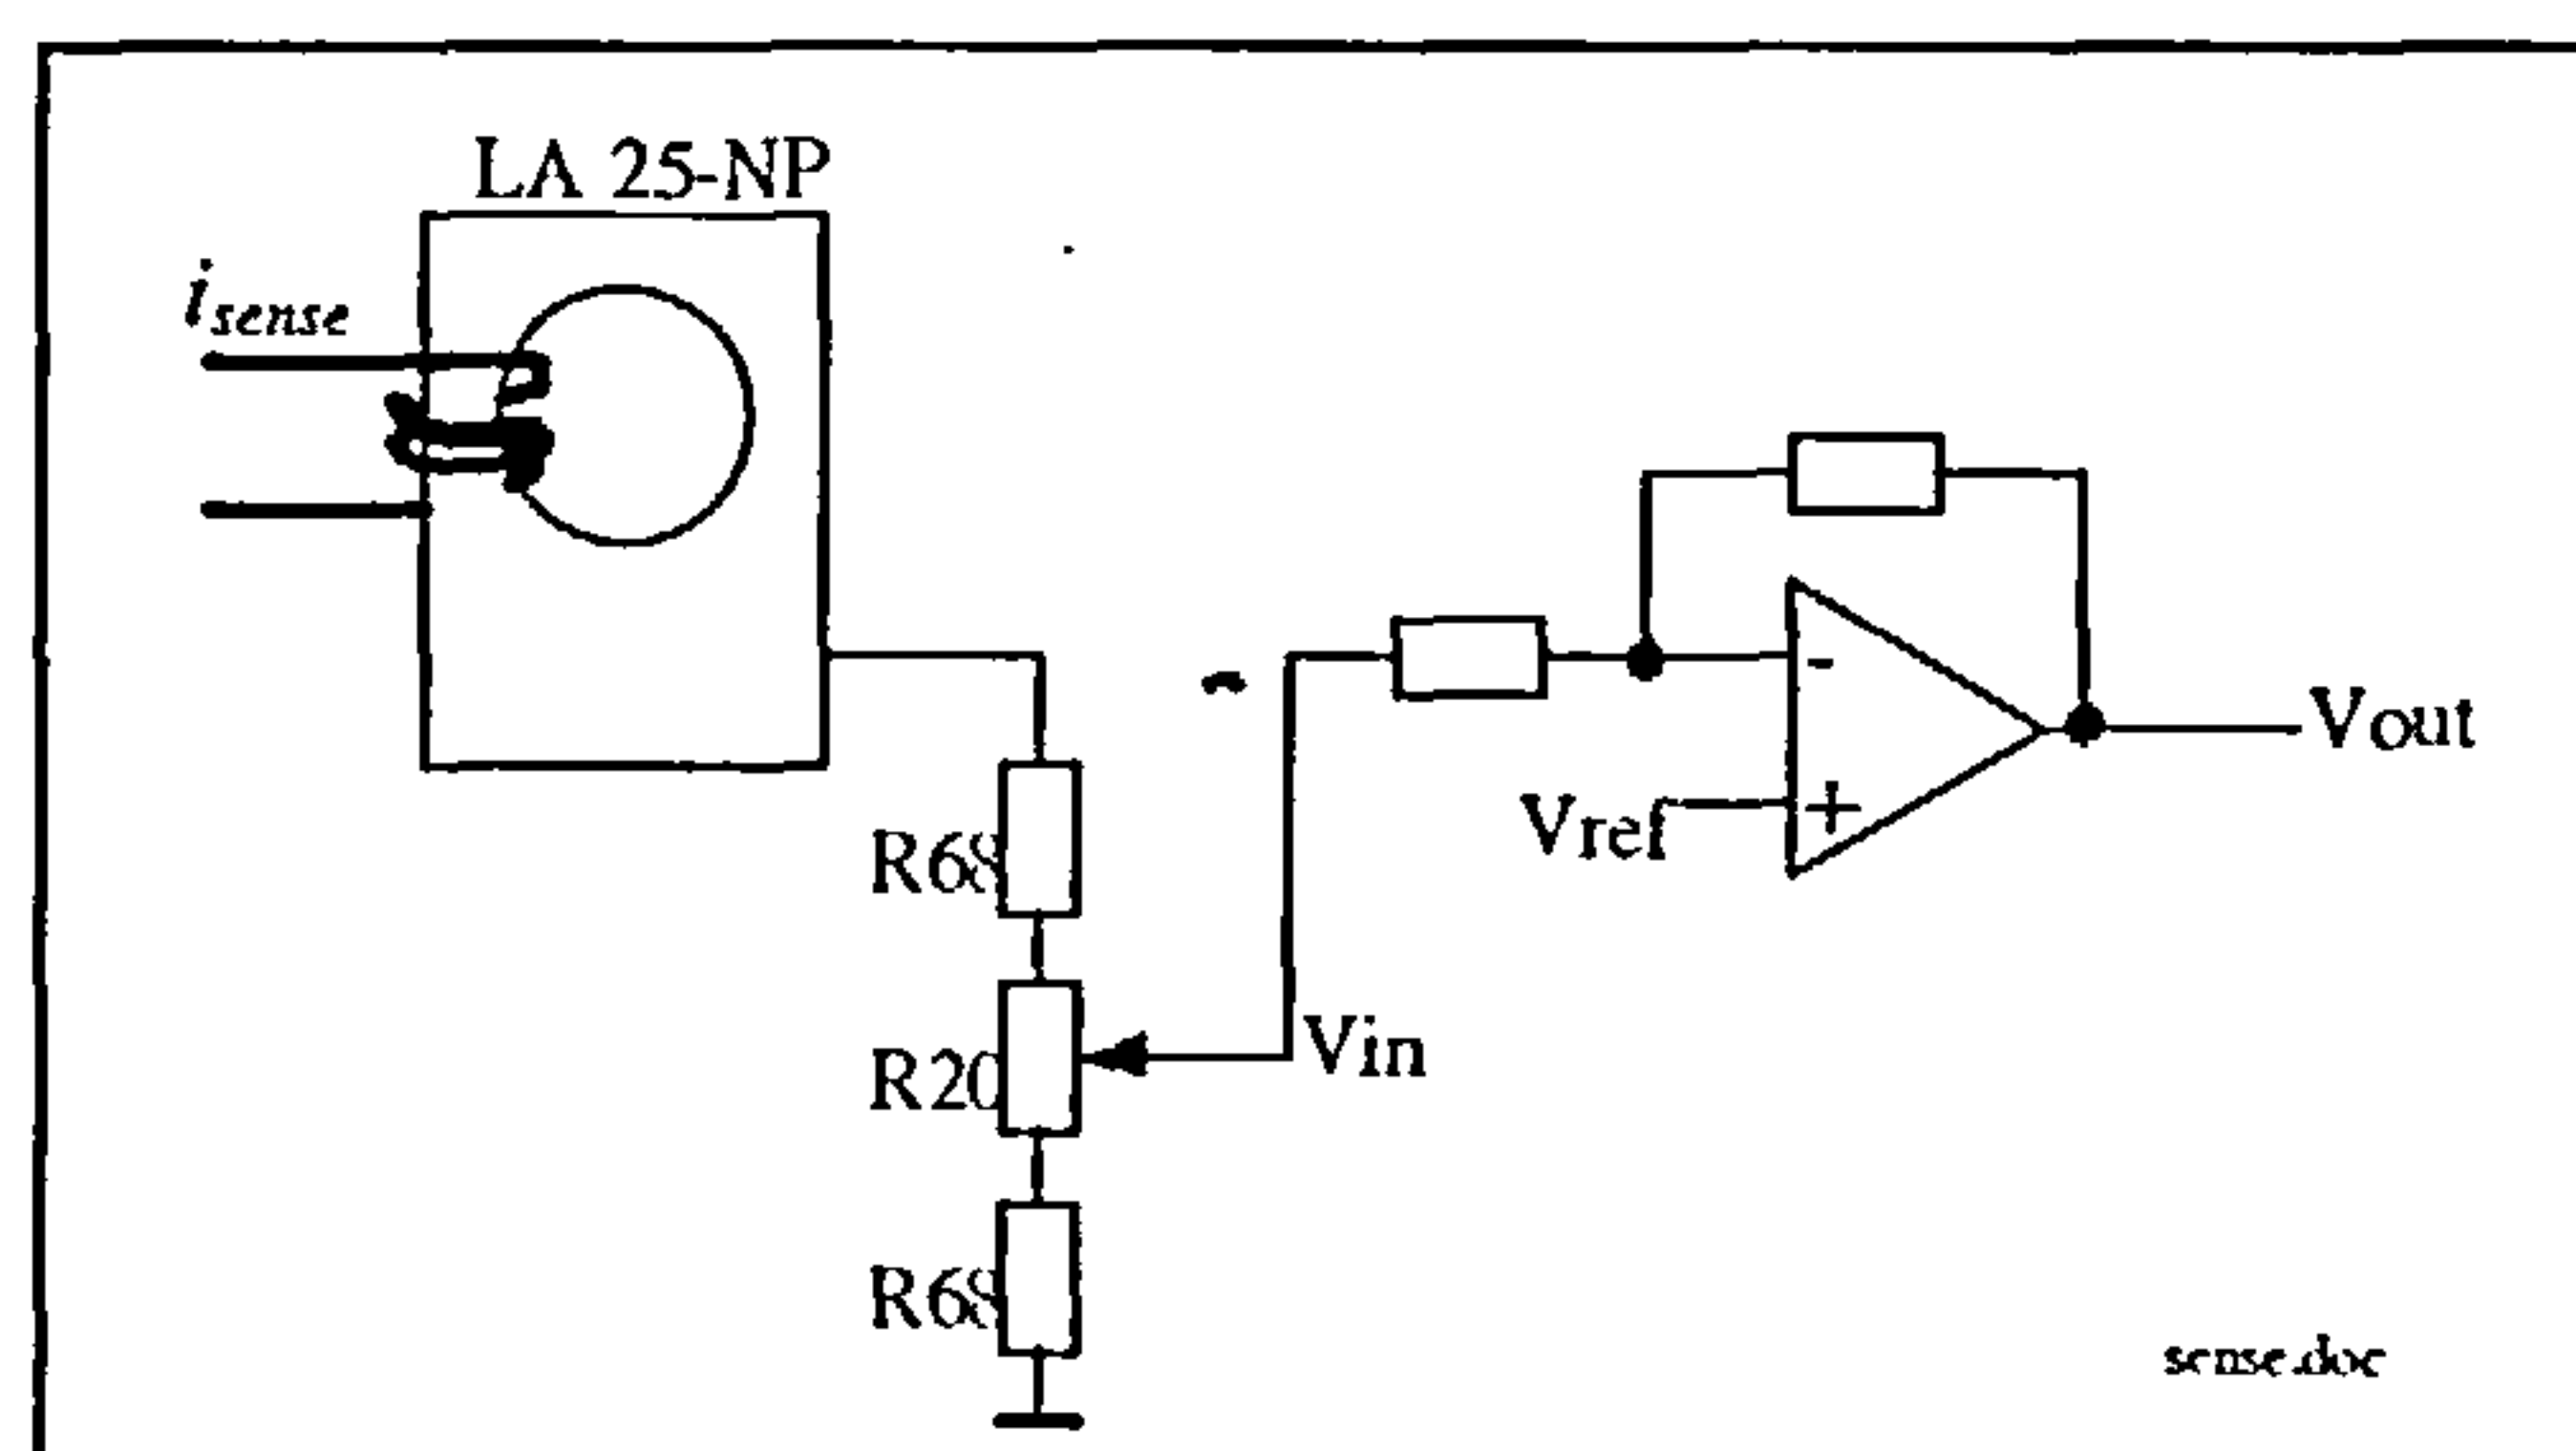 LA 25-NP
isense
-
Vout
+
Vref
R68
R20
Vin
R68
sense.doc